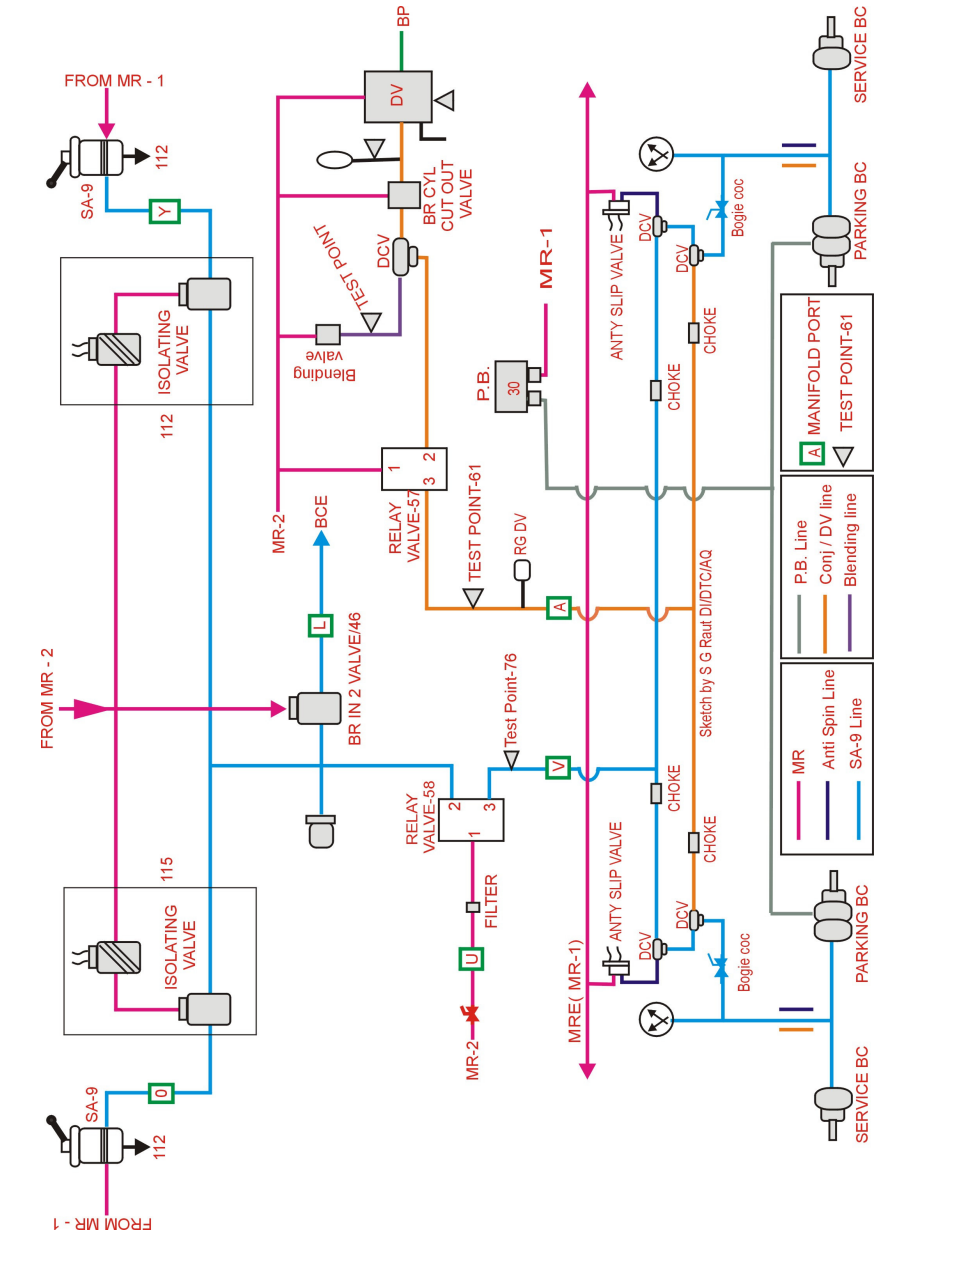 FROM MR - 1
SA-9
112
Y
ISOLATING
VALVE
112
BP
DV
BR CYL
CUT OUT
VALVE
DCV
TEST POINT
Blending
valve
1
2
3
RELAY
VALVE-57
MR-2
BCE
L
BR IN 2 VALVE/46
FROM MR - 2
TEST POINT-61
RG DV
A
P.B.
30
MR-1
SERVICE BC
PARKING BC
ANTY SLIP VALVE
DCV
DCV
Bogie coc
CHOKE
CHOKE
MANIFOLD PORT
A
TEST POINT-61
P.B. Line
Conj / DV line
Blending line
MR
Anti Spin Line
SA-9 Line
Sketch by S G Raut DI/DTC/AQ
Test Point-76
V
RELAY
VALVE-58
2
3
1
FILTER
U
MR-2
MRE( MR-1)
CHOKE
CHOKE
ANTY SLIP VALVE
DCV
DCV
Bogie coc
PARKING BC
SERVICE BC
115
ISOLATING
VALVE
SA-9
0
112
FROM MR - 1